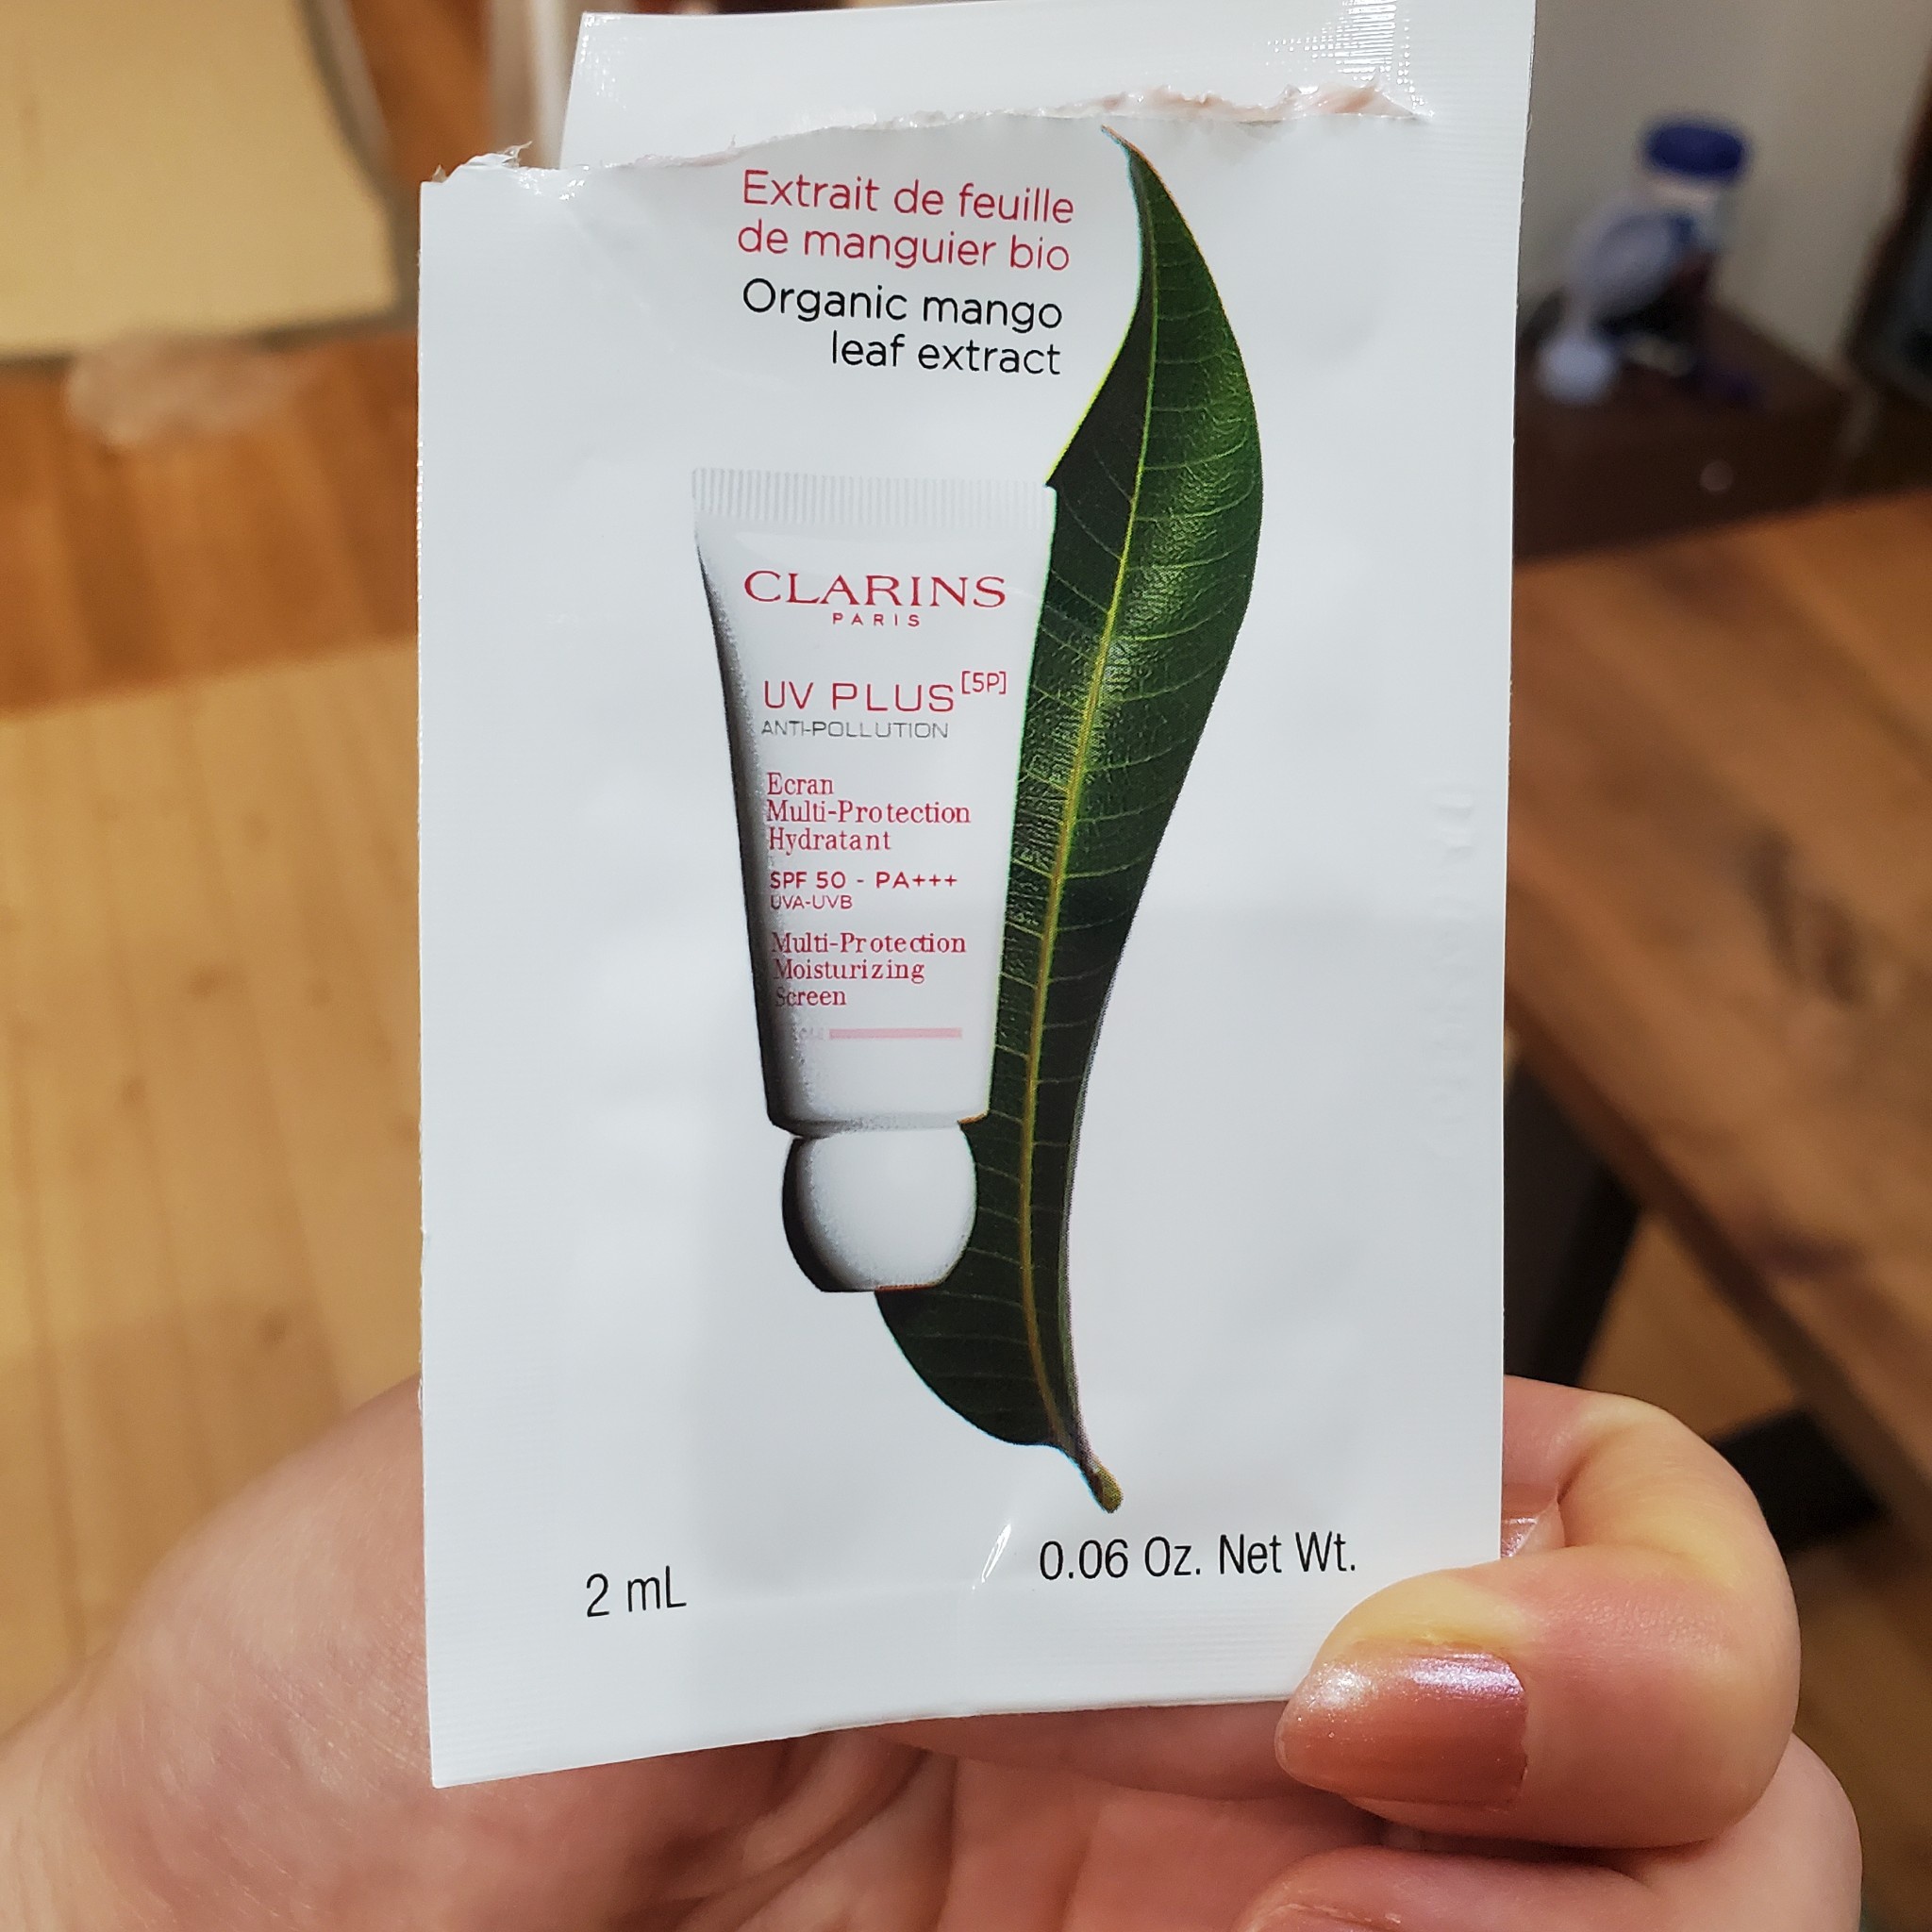 Extrait de feuille
de manguier bio
Organic mango
leaf extract
CLARINS
PARIS
UV PLUS [5P]
ANTI-POLLUTION
Ecran
Multi-Protection
Hydratant
SPF 50 - PA+++
UVA-UVB
Multi-Protection
Moisturizing
Screen
2 mL
0.06 Oz. Net Wt.